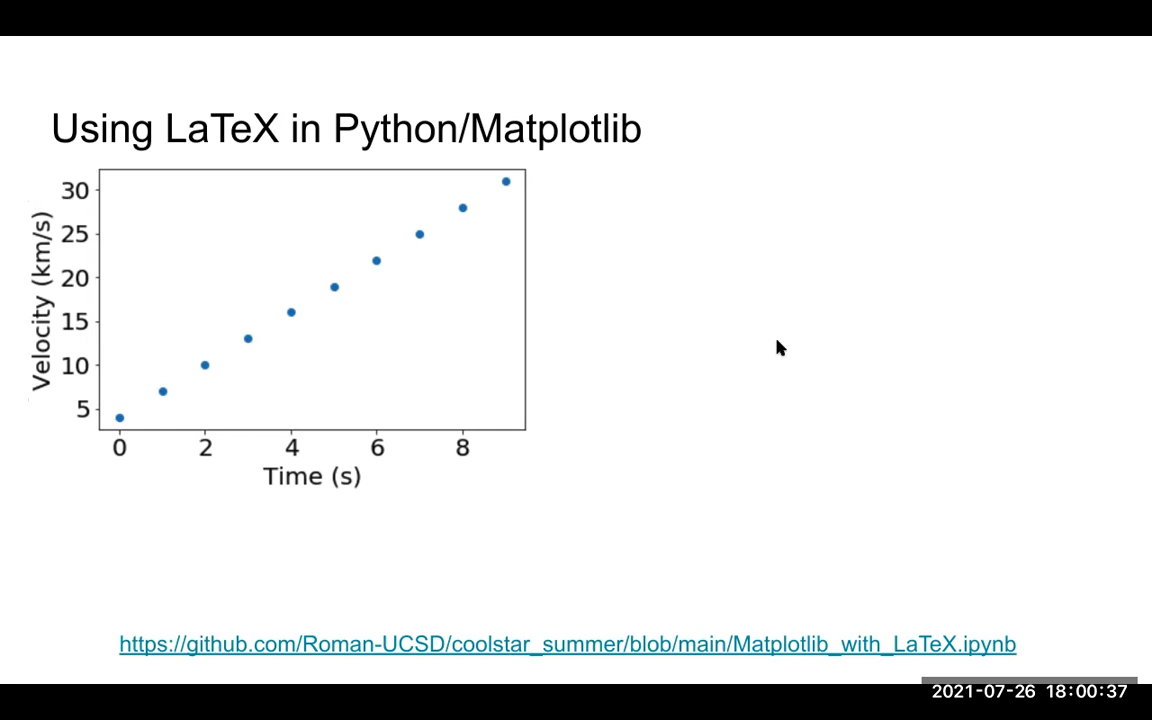 Using LaTeX in Python/Matplotlib
30
25
20
15
10
5
Velocity (km/s)
0 2 4 6 8
Time (s)
https://github.com/Roman-UCSD/coolstar_summer/blob/main/Matplotlib_with_LaTeX.ipynb
2021-07-26 18:00:37